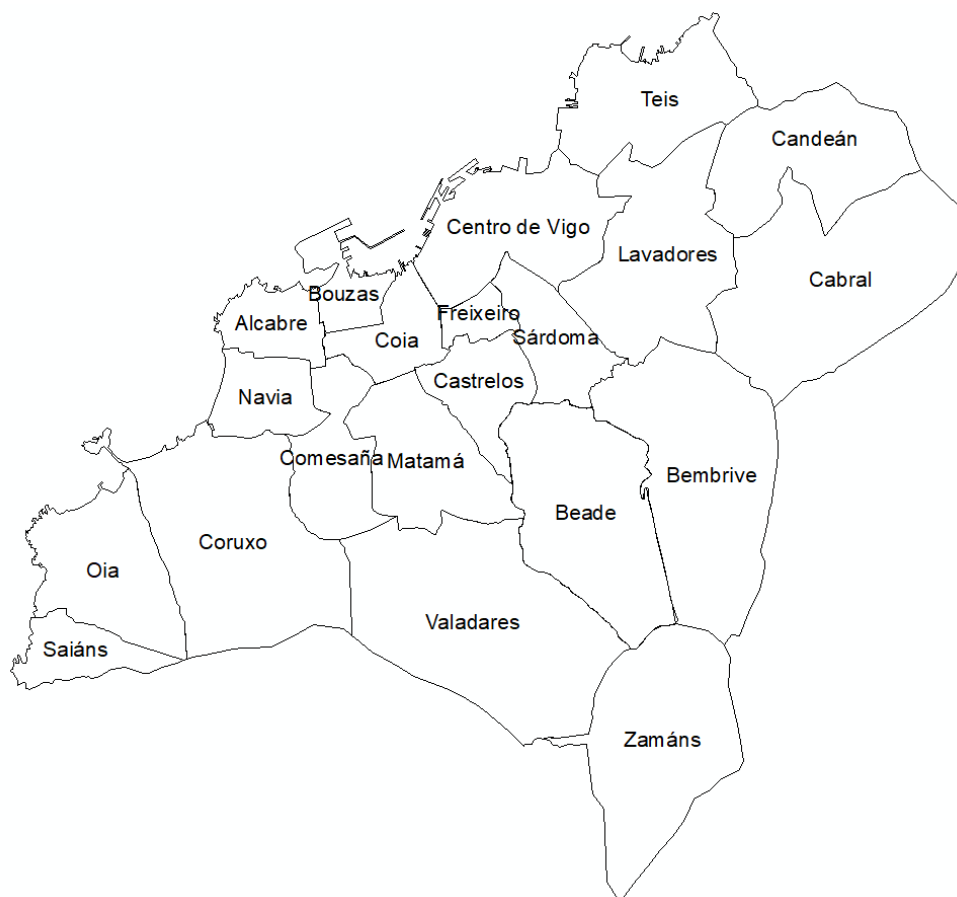 Teis
Candeán
Centro de Vigo
Lavadores
Cabral
Bouzas
Alcabre
Freixeiro
Coia
Sárdoma
Castrelos
Navia
Comesaña
Matamá
Bembrive
Beade
Coruxo
Oia
Valadares
Saiáns
Zamáns